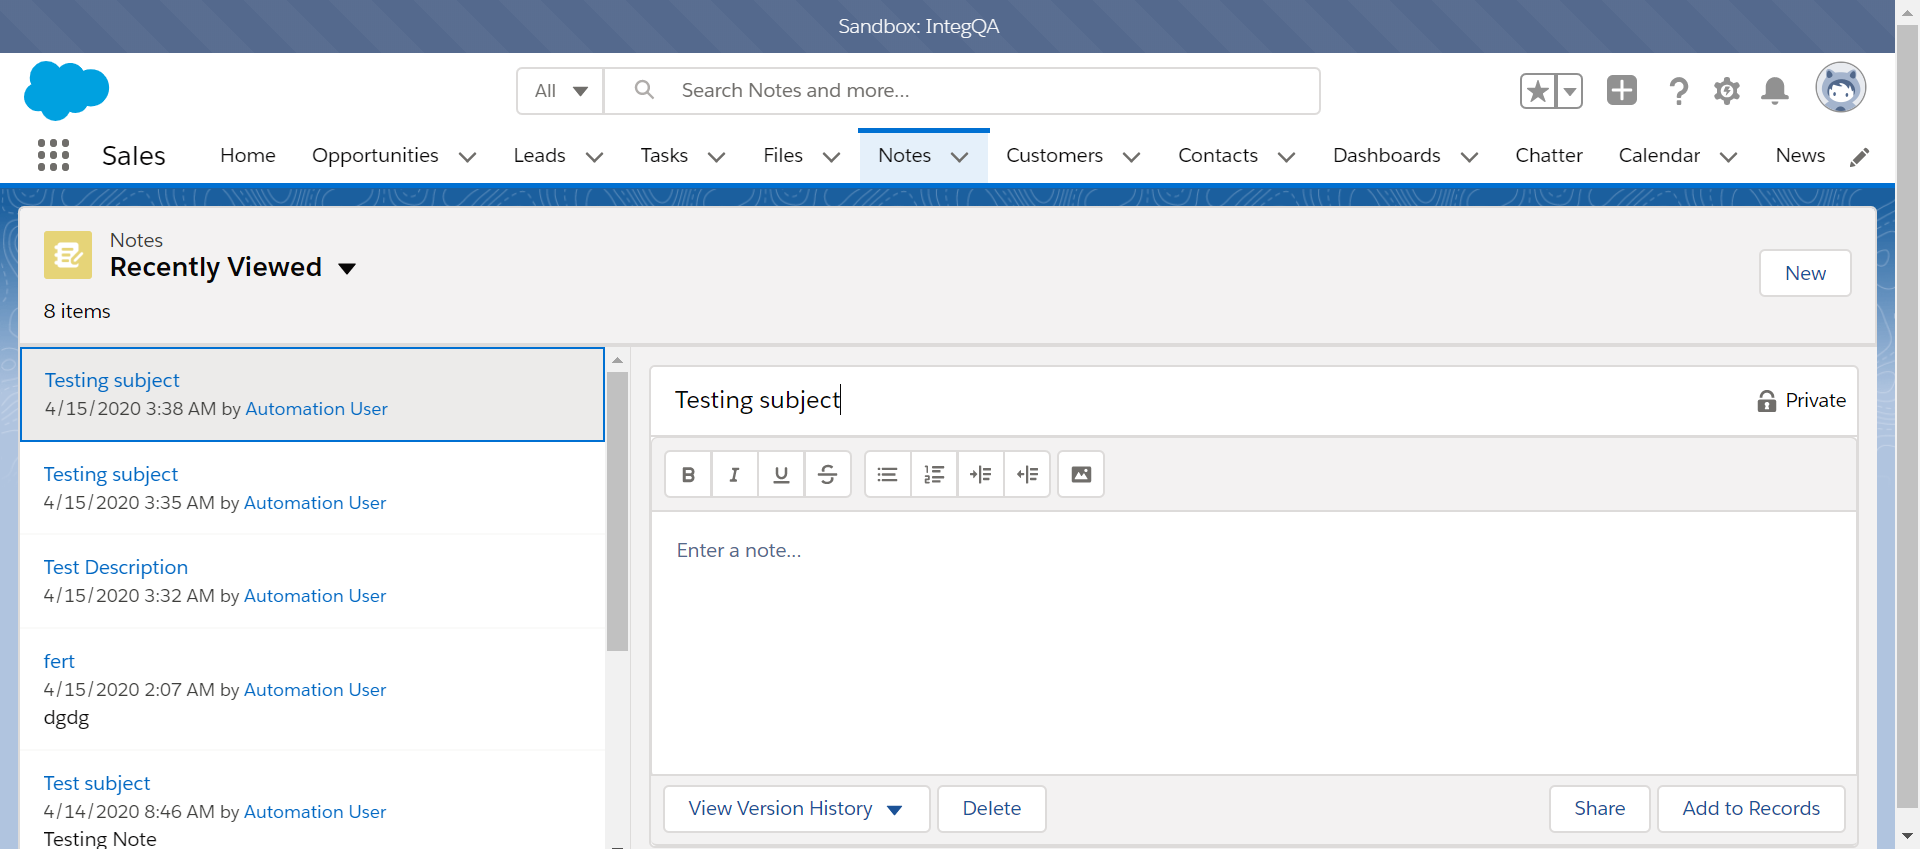 Sandbox: IntegQA
All
Search Notes and more...
Sales
Home
Opportunities
Leads
Tasks
Files
Notes
Customers
Contacts
Dashboards
Chatter
Calendar
News
Notes
Recently Viewed
8 items
New
Testing subject
4/15/2020 3:38 AM by Automation User
Testing subject
4/15/2020 3:35 AM by Automation User
Test Description
4/15/2020 3:32 AM by Automation User
fert
4/15/2020 2:07 AM by Automation User
dgdg
Test subject
4/14/2020 8:46 AM by Automation User
Testing Note
Testing subject
Private
B I U S
Enter a note...
View Version History
Delete
Share
Add to Records